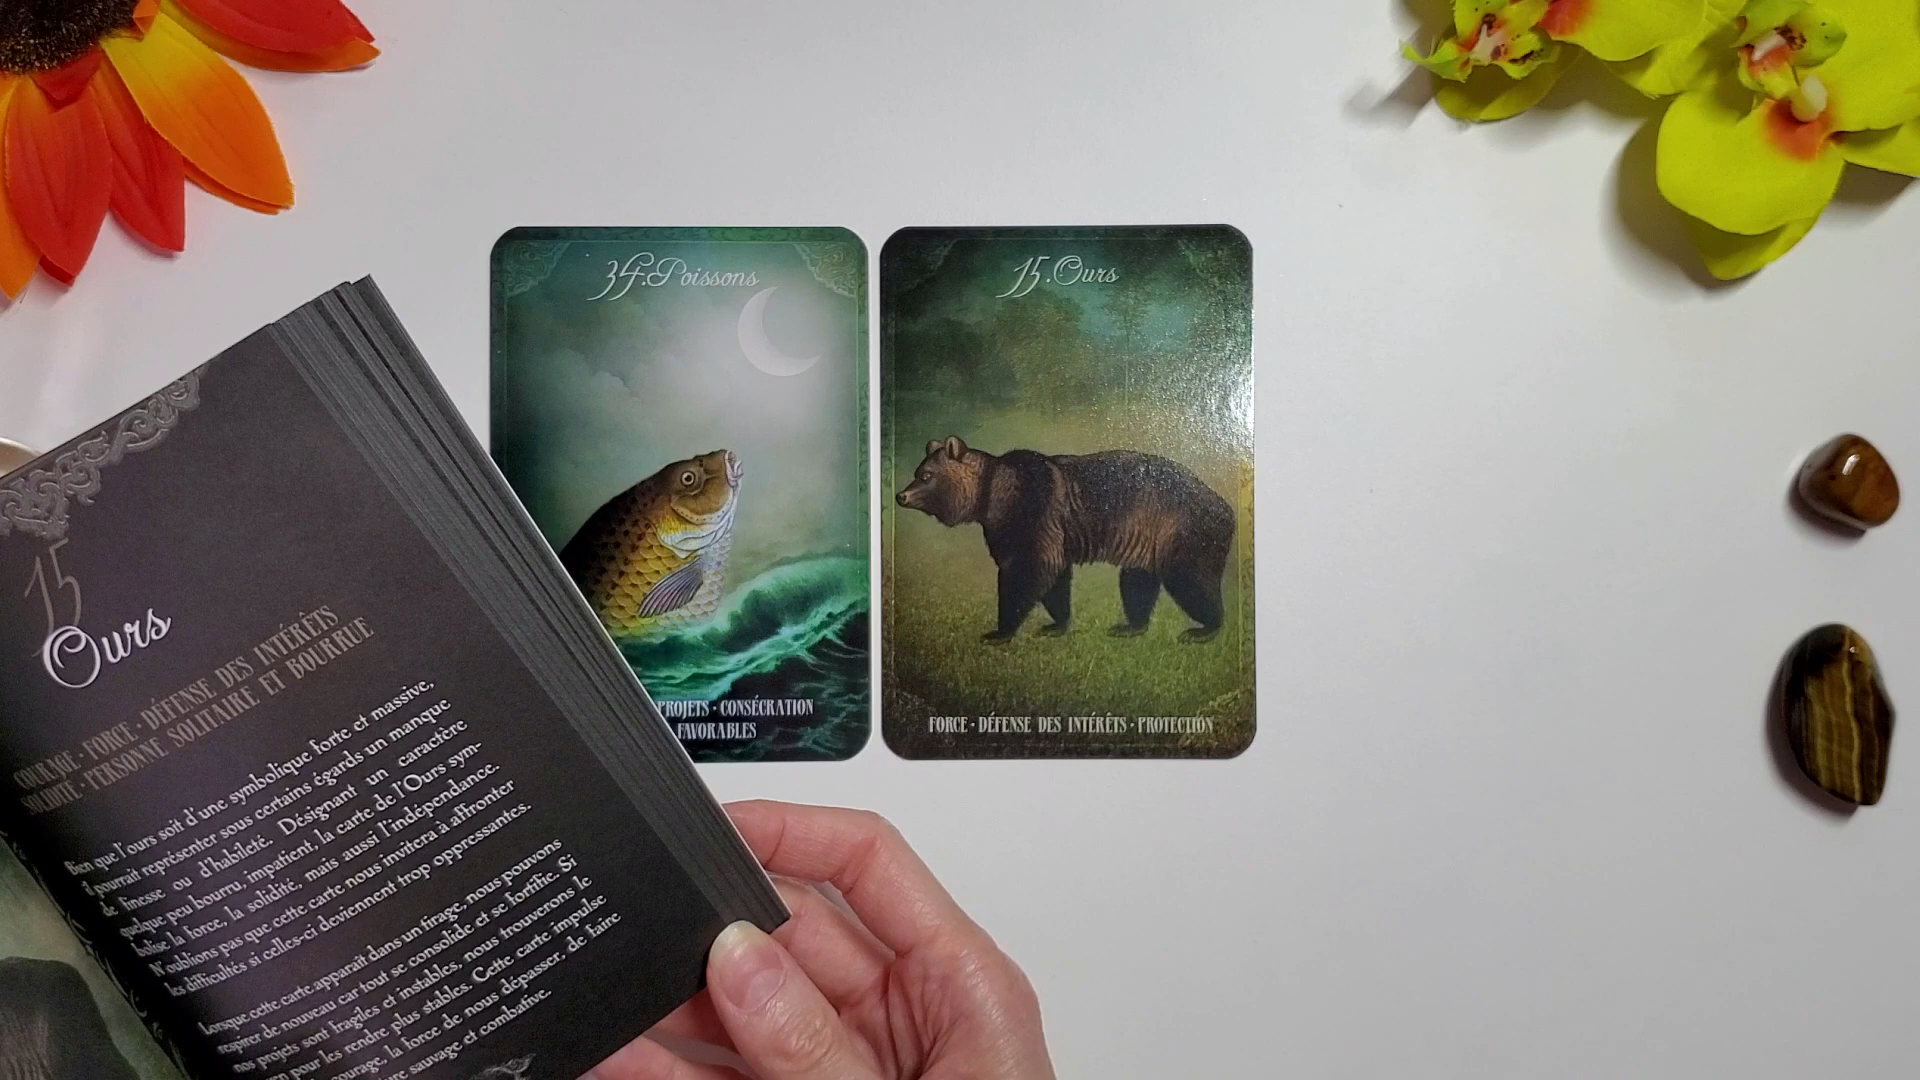 34.Poissons
PROJETS · CONSÉCRATION
FAVORABLES
15.Ours
FORCE · DÉFENSE DES INTÉRÊTS · PROTECTION
15
Ours
COURAGE · FORCE · DÉFENSE DES INTÉRÊTS
SOLIDITÉ · PERSONNE SOLITAIRE ET BOURRUE
Bien que l'ours soit d'une symbolique forte et massive,
il pourrait représenter sous certains égards un manque
de finesse ou d'habileté. Désignant un caractère
quelque peu bourru, impatient, la carte de l'Ours sym-
bolise la force, la solidité, mais aussi l'indépendance.
N'oublions pas que cette carte nous invitera à affronter
les difficultés si celles-ci deviennent trop oppressantes.
Lorsque cette carte apparaît dans un tirage, nous pouvons
respirer de nouveau car tout se consolide et se fortifie. Si
nos projets sont fragiles et instables, nous trouverons le
pour les rendre plus stables. Cette carte impulse
courage, la force de nous dépasser, de faire
sauvage et combative.